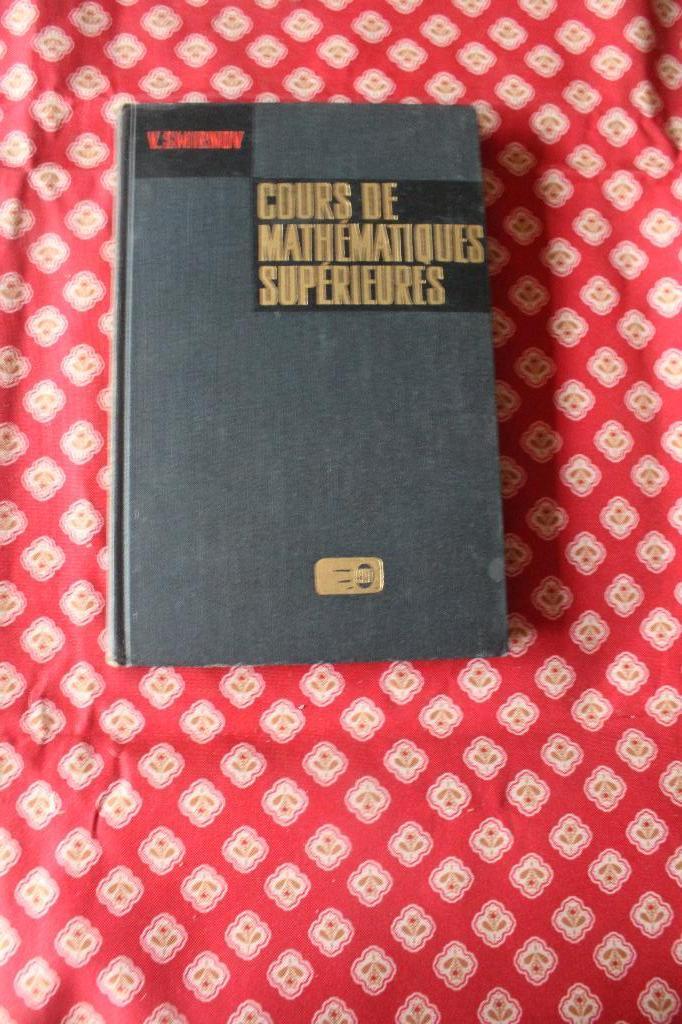 V. SMIRNOV
COURS DE
MATHÉMATIQUES
SUPÉRIEURES